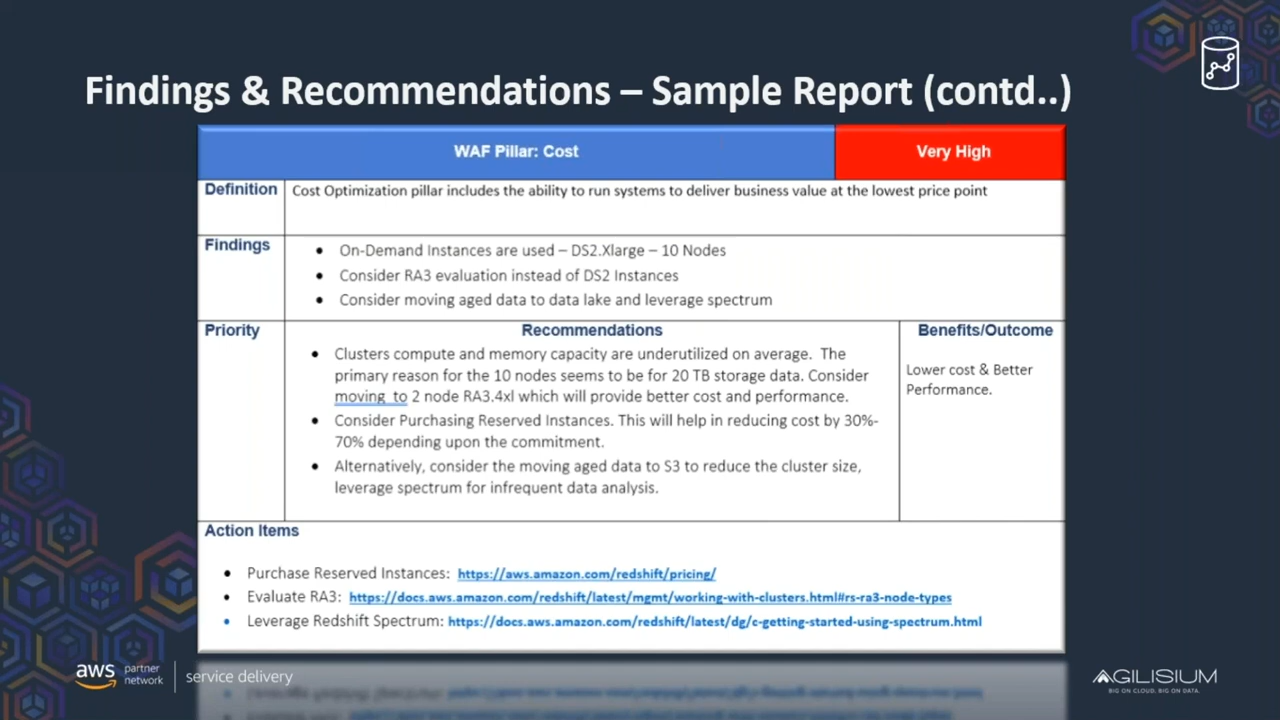 Findings & Recommendations – Sample Report (contd..)
WAF Pillar: Cost
Very High
Definition
Cost Optimization pillar includes the ability to run systems to deliver business value at the lowest price point
Findings
• On-Demand Instances are used – DS2.Xlarge – 10 Nodes
• Consider RA3 evaluation instead of DS2 Instances
• Consider moving aged data to data lake and leverage spectrum
Priority
Recommendations
Benefits/Outcome
• Clusters compute and memory capacity are underutilized on average. The
primary reason for the 10 nodes seems to be for 20 TB storage data. Consider
moving to 2 node RA3.4xl which will provide better cost and performance.
• Consider Purchasing Reserved Instances. This will help in reducing cost by 30%-
70% depending upon the commitment.
• Alternatively, consider the moving aged data to S3 to reduce the cluster size,
leverage spectrum for infrequent data analysis.
Lower cost & Better
Performance.
Action Items
• Purchase Reserved Instances: https://aws.amazon.com/redshift/pricing/
• Evaluate RA3: https://docs.aws.amazon.com/redshift/latest/mgmt/working-with-clusters.html#rs-ra3-node-types
• Leverage Redshift Spectrum: https://docs.aws.amazon.com/redshift/latest/dg/c-getting-started-using-spectrum.html
aws
partner
network
service delivery
AGILISIUM
BIG ON CLOUD. BIG ON DATA.